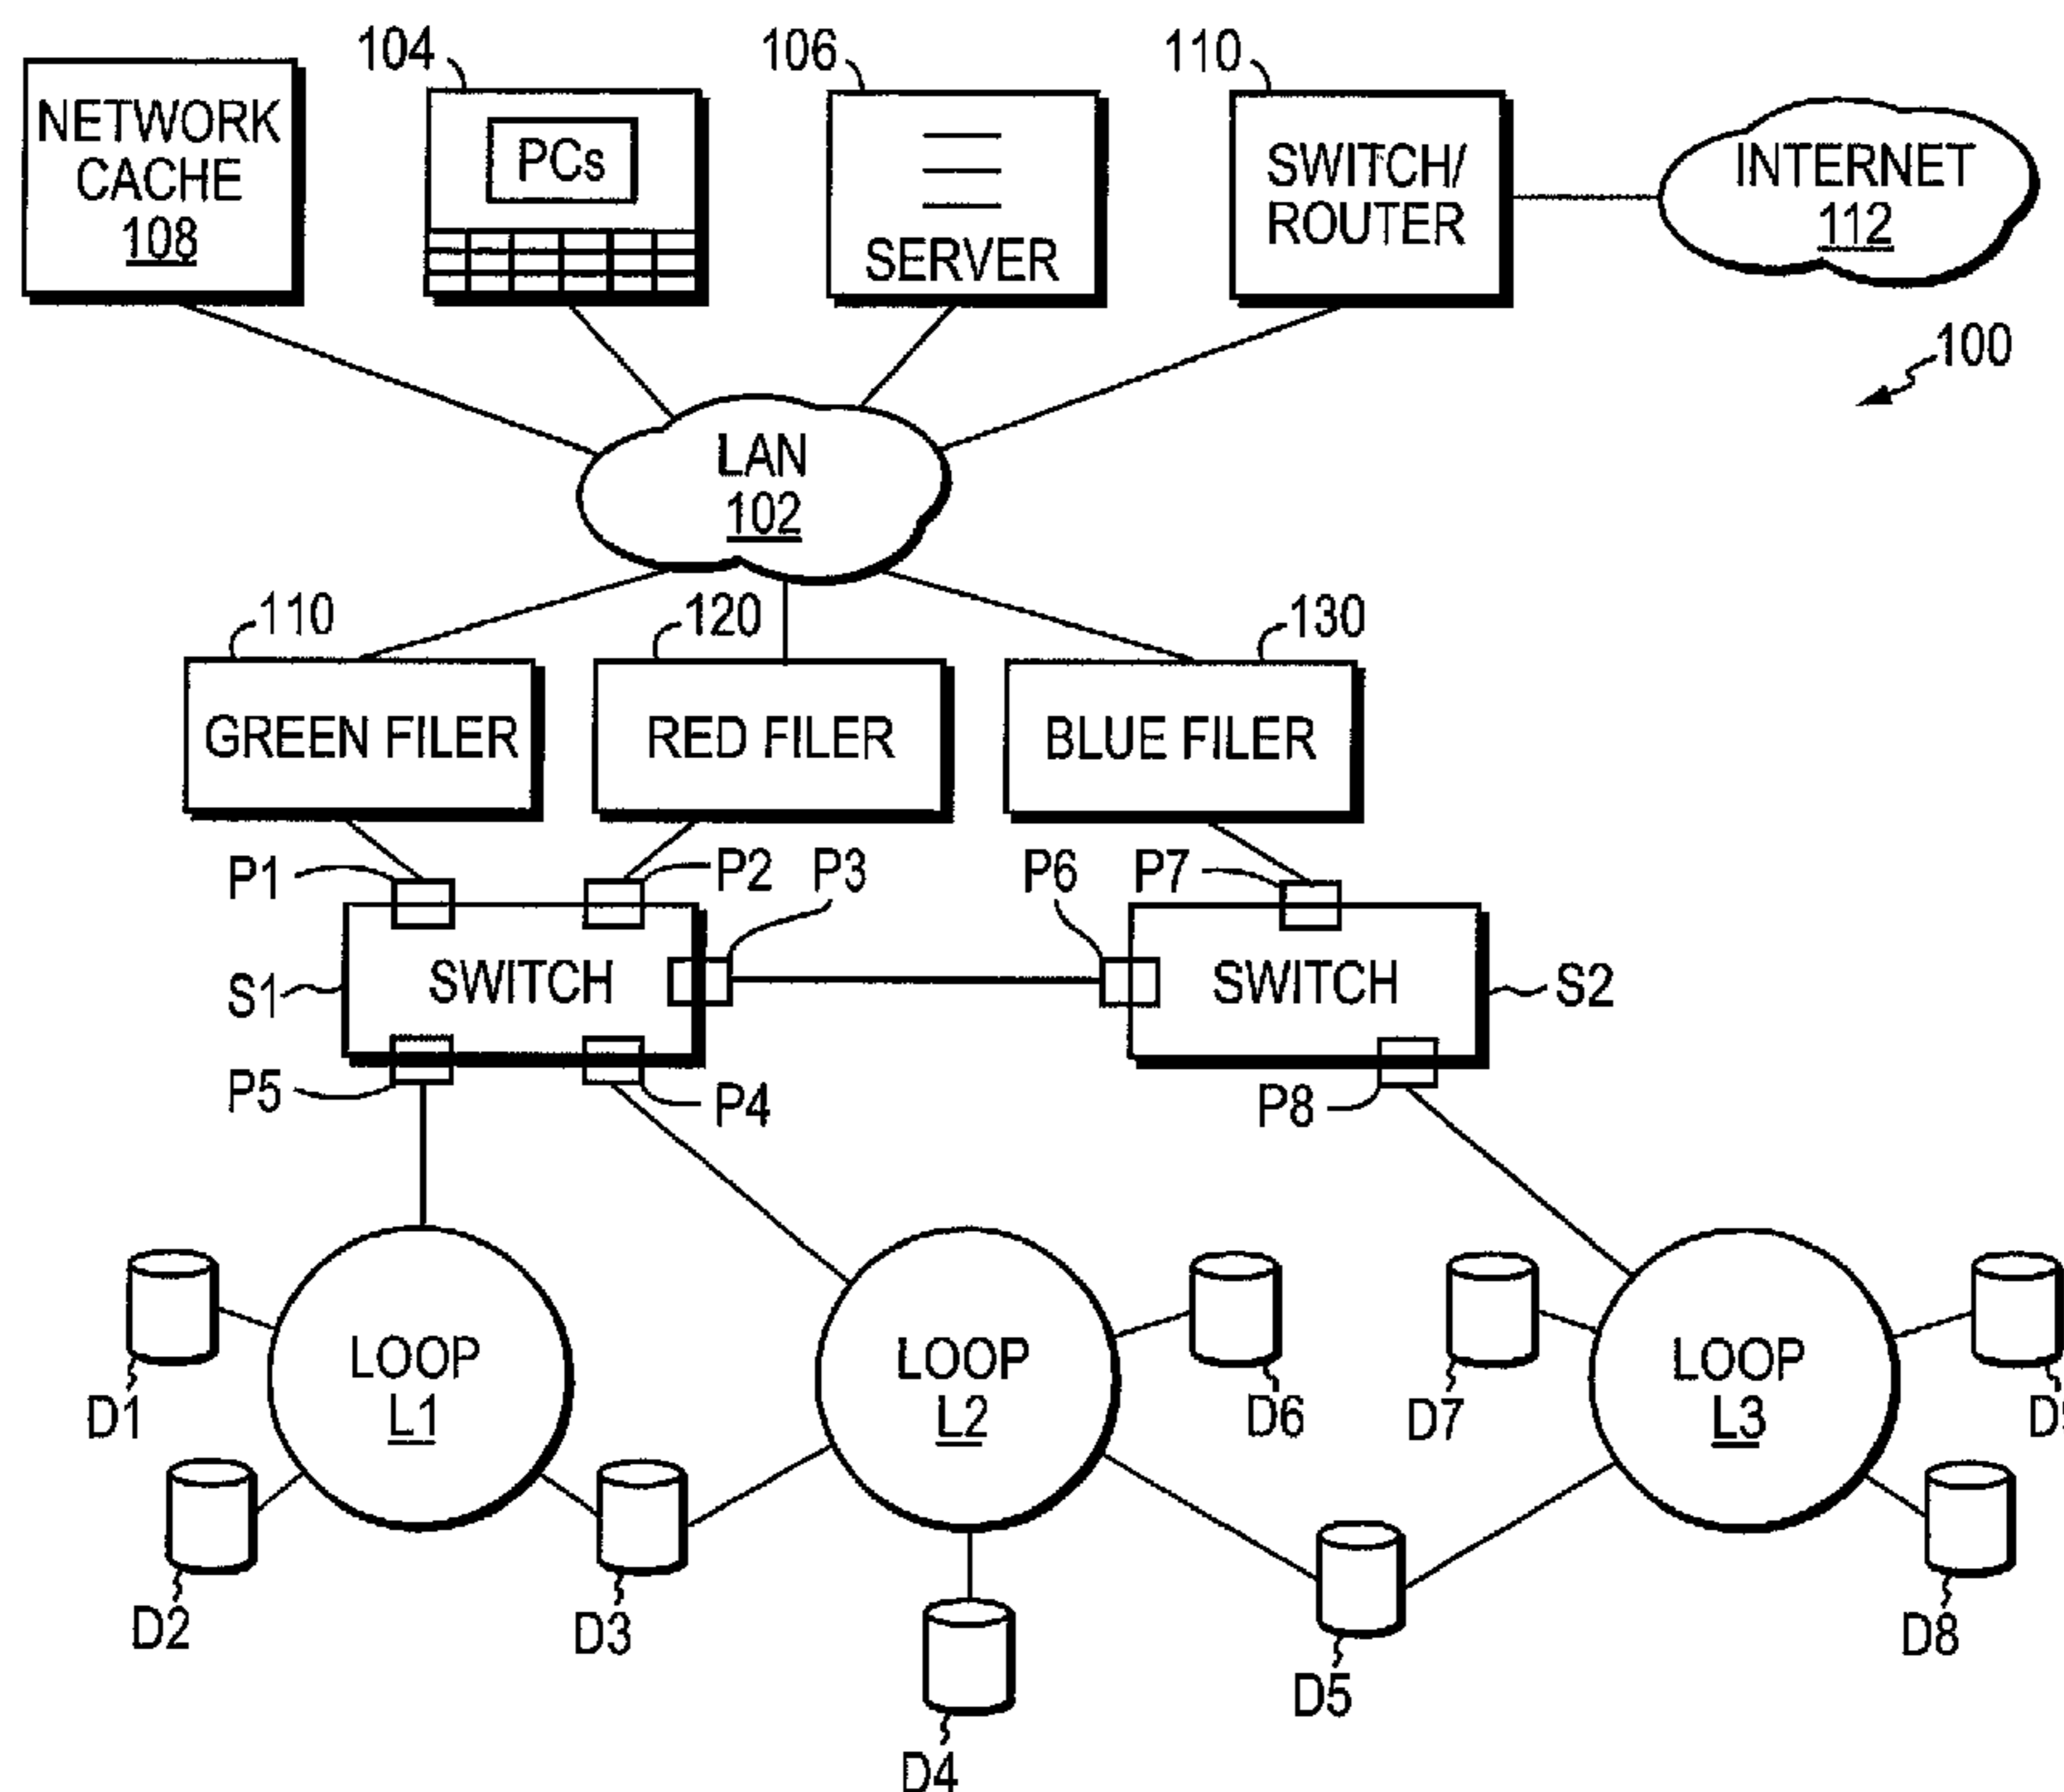 104
106
110
NETWORK
CACHE
108
PCs
SERVER
SWITCH/
ROUTER
INTERNET
112
100
LAN
102
110
120
130
GREEN FILER
RED FILER
BLUE FILER
P1
P2
P3
P6
P7
S1
SWITCH
SWITCH
S2
P5
P4
P8
LOOP
L1
LOOP
L2
LOOP
L3
D1
D6
D7
D2
D3
D5
D8
D4